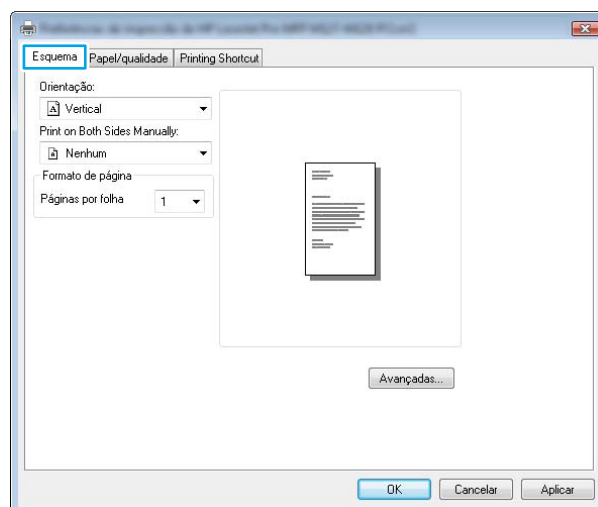 Esquema Papel/qualidade Printing Shortcut
Orientação:
Vertical
Print on Both Sides Manually:
Nenhum
Formato de página
Páginas por folha 1
Avançadas...
OK Cancelar Aplicar